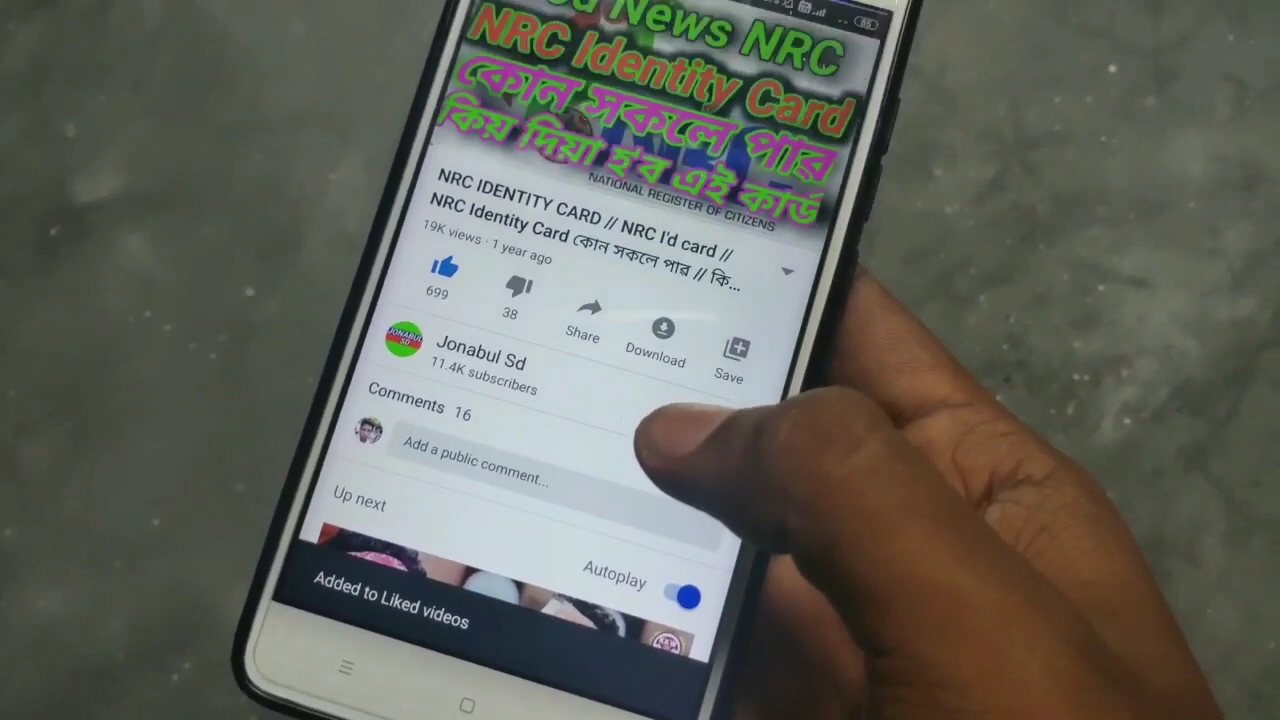 News NRC
NRC Identity Card
কোন সকলে পাৱ
কিয় দিয়া হ'ব এই কাৰ্ড
NATIONAL REGISTER OF CITIZENS
NRC IDENTITY CARD // NRC I'd card //
NRC Identity Card কোন সকলে পাৱ // কি...
19K views · 1 year ago
699
38
Share
Download
Save
JONABUL
SD
Jonabul Sd
11.4K subscribers
Comments 16
Add a public comment...
Up next
Autoplay
Added to Liked videos